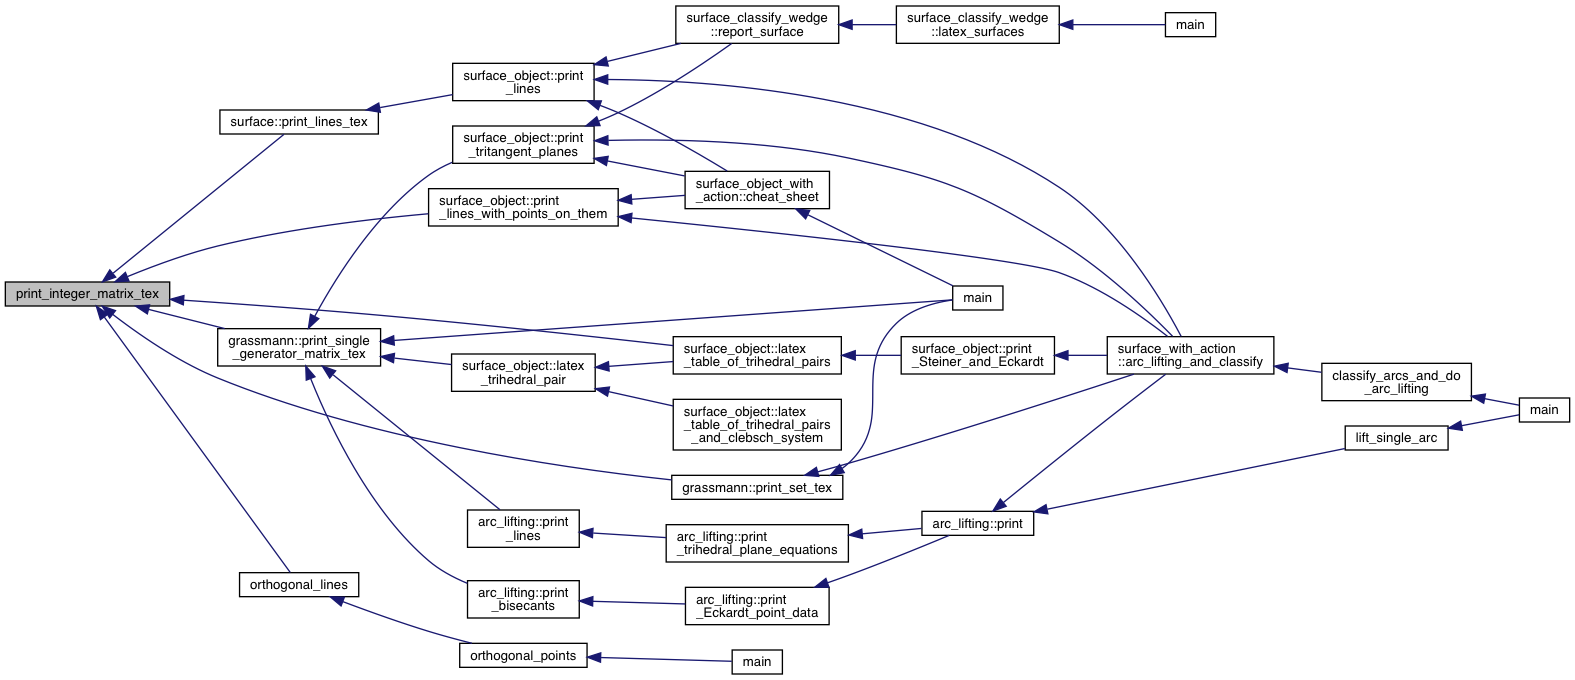 print_integer_matrix_tex
surface::print_lines_tex
grassmann::print_single
_generator_matrix_tex
orthogonal_lines
surface_object::print
_lines
surface_object::print
_tritangent_planes
surface_object::print
_lines_with_points_on_them
surface_object::latex
_trihedral_pair
arc_lifting::print
_lines
arc_lifting::print
_bisecants
orthogonal_points
surface_classify_wedge
::report_surface
surface_object_with
_action::cheat_sheet
surface_object::latex
_table_of_trihedral_pairs
surface_object::latex
_table_of_trihedral_pairs
_and_clebsch_system
grassmann::print_set_tex
arc_lifting::print
_trihedral_plane_equations
arc_lifting::print
_Eckardt_point_data
main
surface_classify_wedge
::latex_surfaces
main
surface_object::print
_Steiner_and_Eckardt
arc_lifting::print
main
surface_with_action
::arc_lifting_and_classify
classify_arcs_and_do
_arc_lifting
lift_single_arc
main